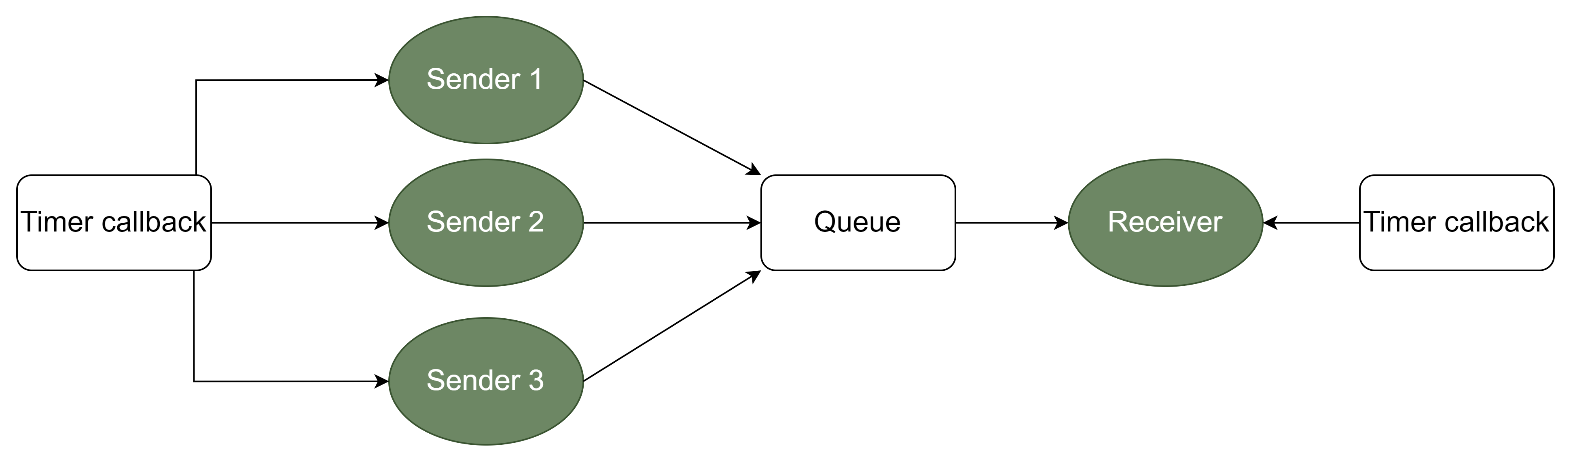 Sender 1
Timer callback
Sender 2
Queue
Receiver
Timer callback
Sender 3